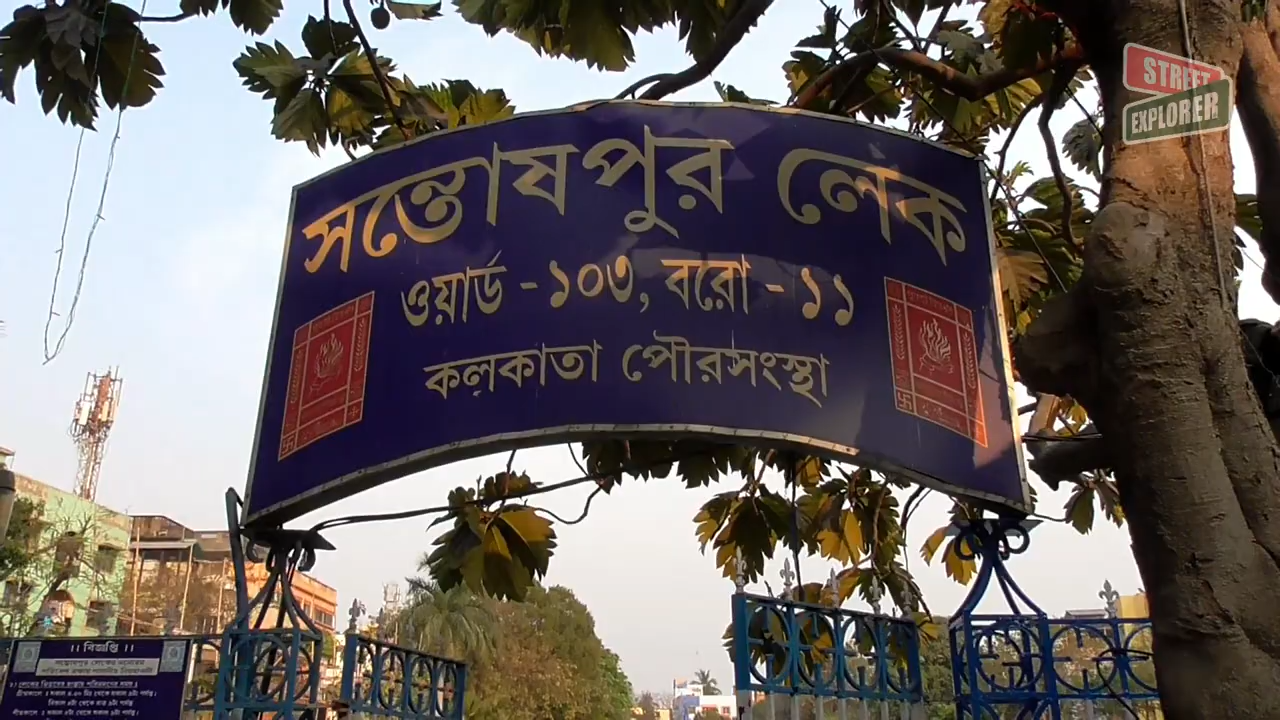 STREET
EXPLORER
সন্তোষপুর লেক
ওয়ার্ড - ১০৩, বরো - ১১
কলকাতা পৌরসংস্থা
।। বিজ্ঞপ্তি ।।